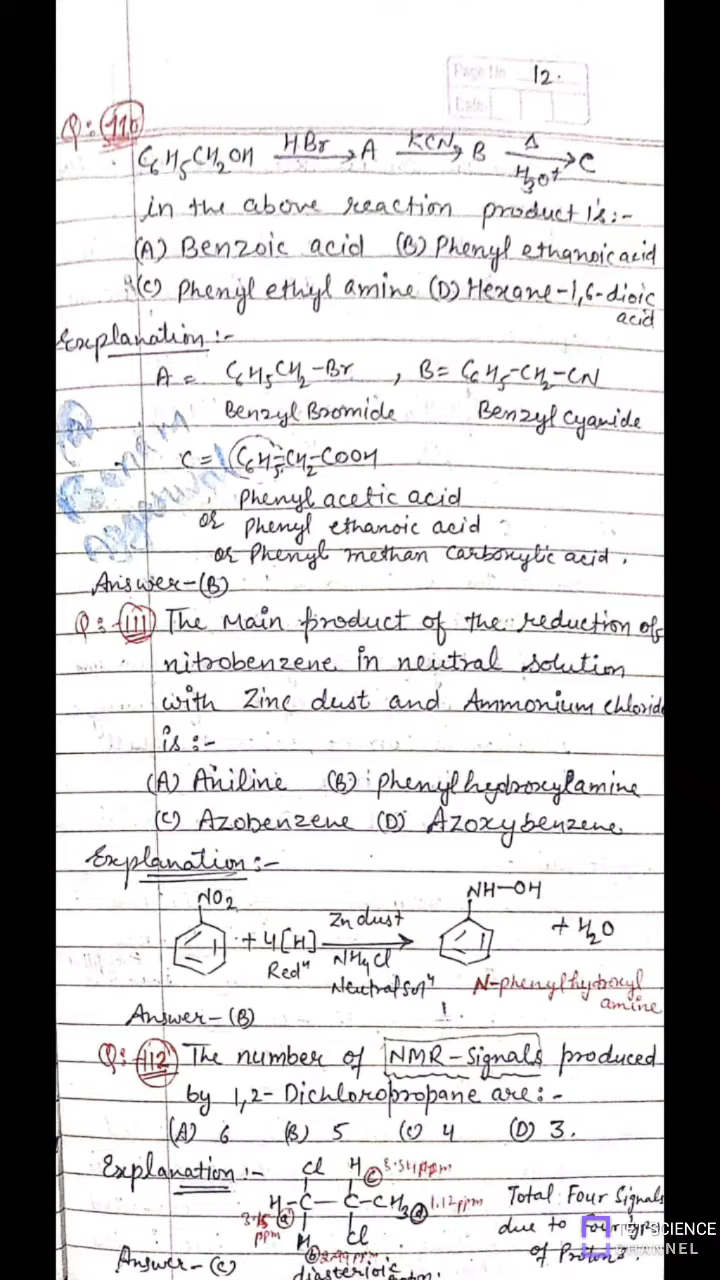 Page No 12.
Date
Q: 110
C6H5CH2OH HBr→ A KCN→ B Δ→ H3O+ C
in the above reaction product is:-
(A) Benzoic acid (B) Phenyl ethanoic acid
(C) Phenyl ethyl amine (D) Hexane-1,6-dioic
acid
Explanation:-
A = C6H5CH2-Br , B= C6H5-CH2-CN
Benzyl Bromide Benzyl Cyanide
C = C6H5-CH2-COOH
Phenyl acetic acid
or Phenyl ethanoic acid
or Phenyl methan carboxylic acid.
Answer-(B)
Q:- 111 The Main product of the reduction of
nitrobenzene in neutral solution
with Zinc dust and Ammonium chloride
is:-
(A) Aniline (B) phenylhydroxylamine
(C) Azobenzene (D) Azoxybenzene
Explanation:-
NO2 NH-OH
+ 4[H] Zn dust→ + H2O
Redn NH4Cl
Neutral soln N-phenylhydroxyl
amine
Answer-(B)
Q:- 112 The number of NMR-Signals produced
by 1,2-Dichloropropane are:-
(A) 6 (B) 5 (C) 4 (D) 3.
Explanation:-
Cl H (c) ppm
H-C-C-CH3 (d) 1.12ppm
(a) ppm
H Cl
(b) ppm
Total Four Signals
due to Four
of Protons.
Answer-(C)
SCIENCE
CHANNEL